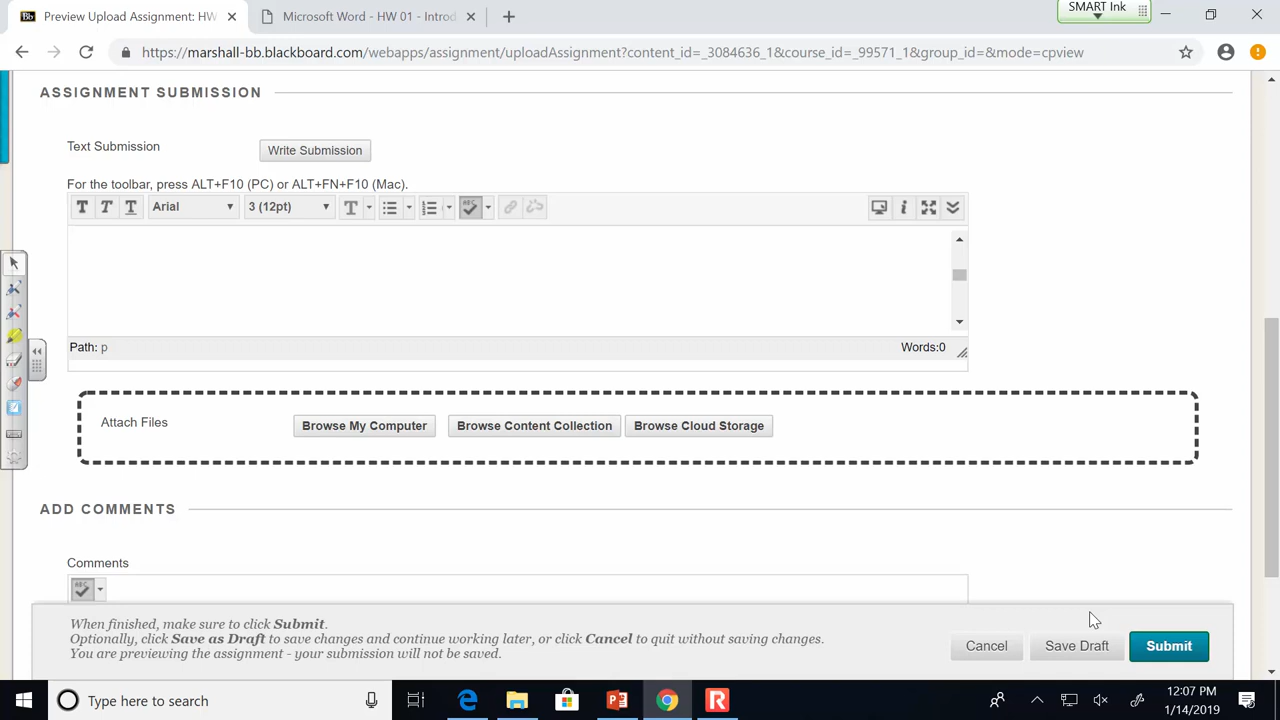 Preview Upload Assignment: HW
Microsoft Word - HW 01 - Introd
SMART Ink
https://marshall-bb.blackboard.com/webapps/assignment/uploadAssignment?content_id=_3084636_1&course_id=_99571_1&group_id=&mode=cpview
ASSIGNMENT SUBMISSION
Text Submission
Write Submission
For the toolbar, press ALT+F10 (PC) or ALT+FN+F10 (Mac).
T T T Arial 3 (12pt) T ABC
Path: p Words:0
Attach Files
Browse My Computer Browse Content Collection Browse Cloud Storage
ADD COMMENTS
Comments
ABC
When finished, make sure to click Submit.
Optionally, click Save as Draft to save changes and continue working later, or click Cancel to quit without saving changes.
You are previewing the assignment - your submission will not be saved.
Cancel Save Draft Submit
Type here to search
12:07 PM
1/14/2019